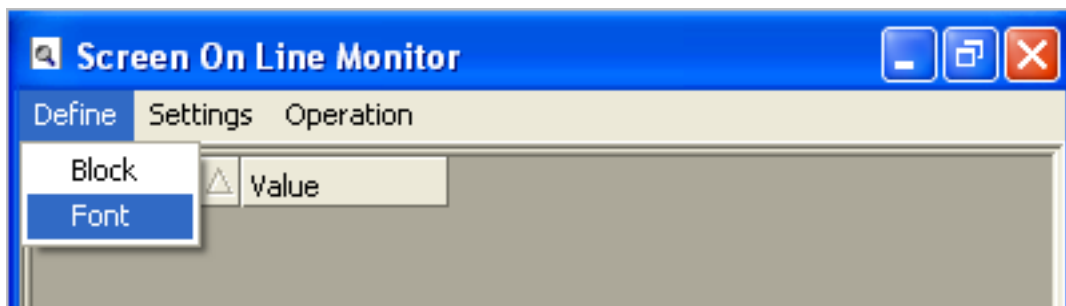 Screen On Line Monitor
Define Settings Operation
Block
Value
Font